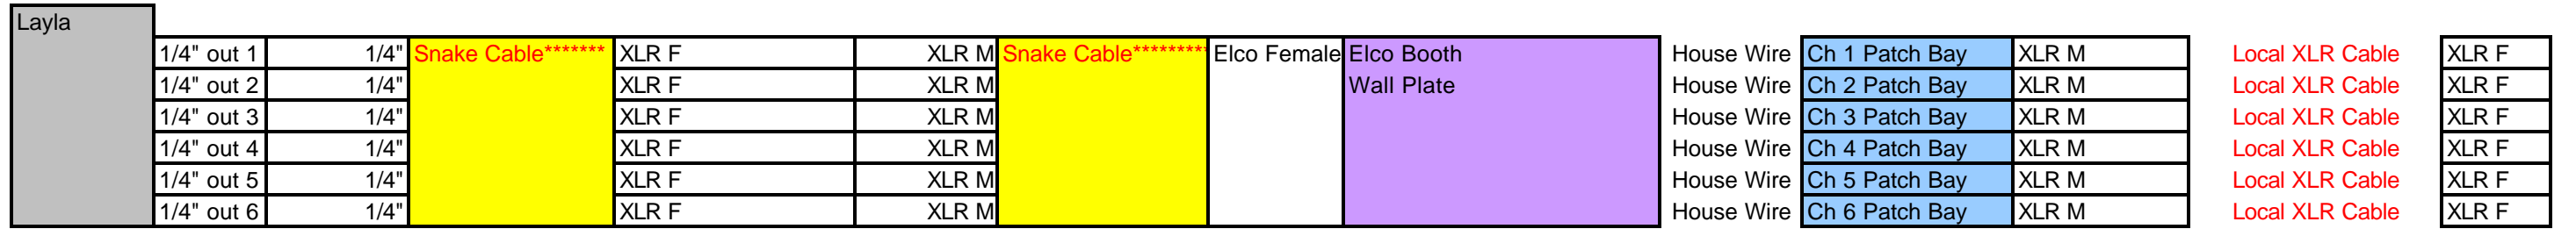 Layla
1/4" out 1 1/4" Snake Cable******* XLR F XLR M Snake Cable********* Elco Female Elco Booth House Wire Ch 1 Patch Bay XLR M Local XLR Cable XLR F
1/4" out 2 1/4" XLR F XLR M Wall Plate House Wire Ch 2 Patch Bay XLR M Local XLR Cable XLR F
1/4" out 3 1/4" XLR F XLR M House Wire Ch 3 Patch Bay XLR M Local XLR Cable XLR F
1/4" out 4 1/4" XLR F XLR M House Wire Ch 4 Patch Bay XLR M Local XLR Cable XLR F
1/4" out 5 1/4" XLR F XLR M House Wire Ch 5 Patch Bay XLR M Local XLR Cable XLR F
1/4" out 6 1/4" XLR F XLR M House Wire Ch 6 Patch Bay XLR M Local XLR Cable XLR F